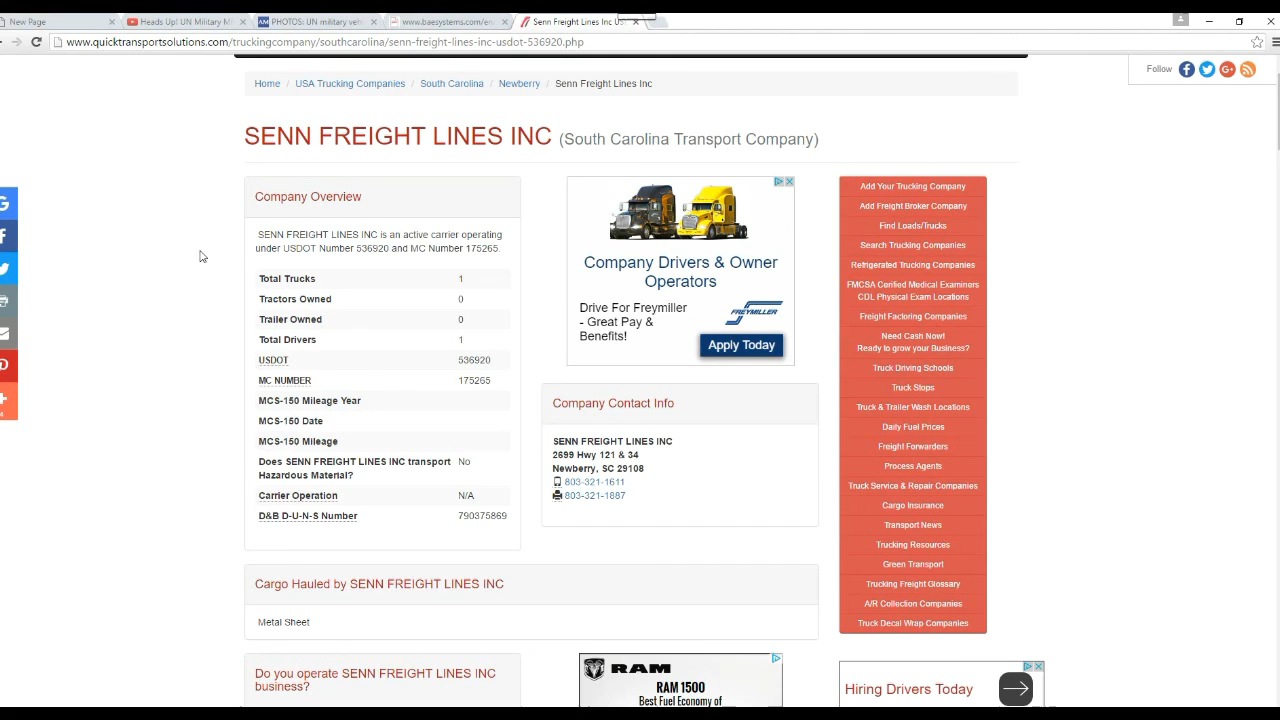 New Page
Heads Up! UN Military M
PHOTOS: UN military veh
www.baesystems.com/en
Senn Freight Lines Inc US
www.quicktransportsolutions.com/truckingcompany/southcarolina/senn-freight-lines-inc-usdot-536920.php
Follow
Home / USA Trucking Companies / South Carolina / Newberry / Senn Freight Lines Inc
SENN FREIGHT LINES INC (South Carolina Transport Company)
Company Overview
SENN FREIGHT LINES INC is an active carrier operating
under USDOT Number 536920 and MC Number 175265.
Total Trucks 1
Tractors Owned 0
Trailer Owned 0
Total Drivers 1
USDOT 536920
MC NUMBER 175265
MCS-150 Mileage Year
MCS-150 Date
MCS-150 Mileage
Does SENN FREIGHT LINES INC transport No
Hazardous Material?
Carrier Operation N/A
D&B D-U-N-S Number 790375869
Company Drivers & Owner
Operators
Drive For Freymiller
- Great Pay &
Benefits!
FREYMILLER
Apply Today
Company Contact Info
SENN FREIGHT LINES INC
2699 Hwy 121 & 34
Newberry, SC 29108
803-321-1611
803-321-1887
Add Your Trucking Company
Add Freight Broker Company
Find Loads/Trucks
Search Trucking Companies
Refrigerated Trucking Companies
FMCSA Cerified Medical Examiners
CDL Physical Exam Locations
Freight Factoring Companies
Need Cash Now!
Ready to grow your Business?
Truck Driving Schools
Truck Stops
Truck & Trailer Wash Locations
Daily Fuel Prices
Freight Forwarders
Process Agents
Truck Service & Repair Companies
Cargo Insurance
Transport News
Trucking Resources
Green Transport
Trucking Freight Glossary
A/R Collection Companies
Truck Decal Wrap Companies
Cargo Hauled by SENN FREIGHT LINES INC
Metal Sheet
Do you operate SENN FREIGHT LINES INC
business?
RAM
RAM 1500
Best Fuel Economy of
Hiring Drivers Today